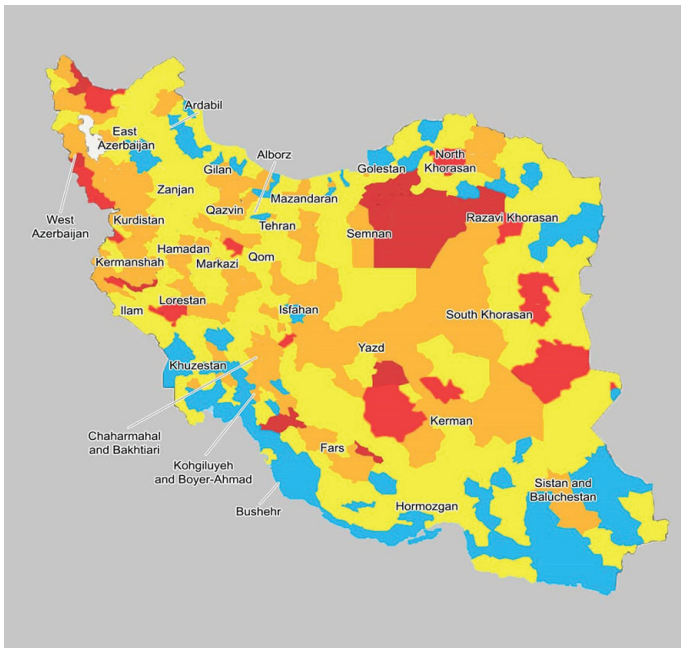 Ardabil
East
Azerbaijan
Alborz
Gilan
Golestan
North
Khorasan
Zanjan
Mazandaran
Qazvin
West
Azerbaijan
Kurdistan
Tehran
Semnan
Razavi Khorasan
Hamadan
Kermanshah
Markazi
Qom
Lorestan
Ilam
Isfahan
South Khorasan
Yazd
Khuzestan
Chaharmahal
and Bakhtiari
Kerman
Fars
Kohgiluyeh
and Boyer-Ahmad
Sistan and
Baluchestan
Bushehr
Hormozgan